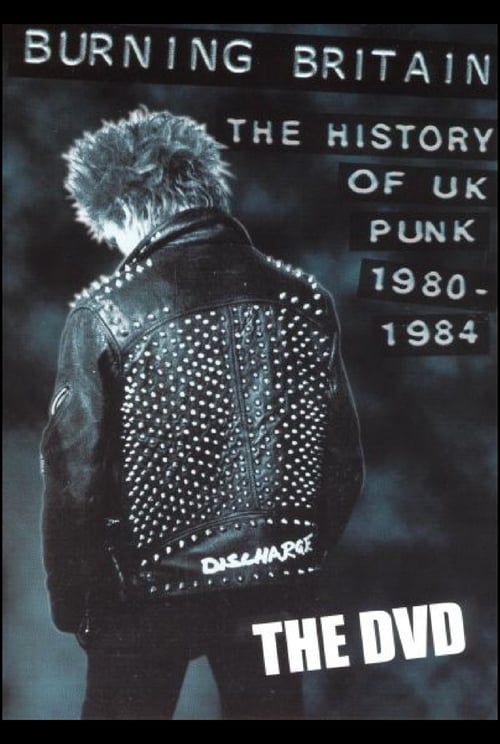 BURNING BRITAIN
THE HISTORY
OF UK
PUNK
1980-
1984
DISCHARGE
THE DVD